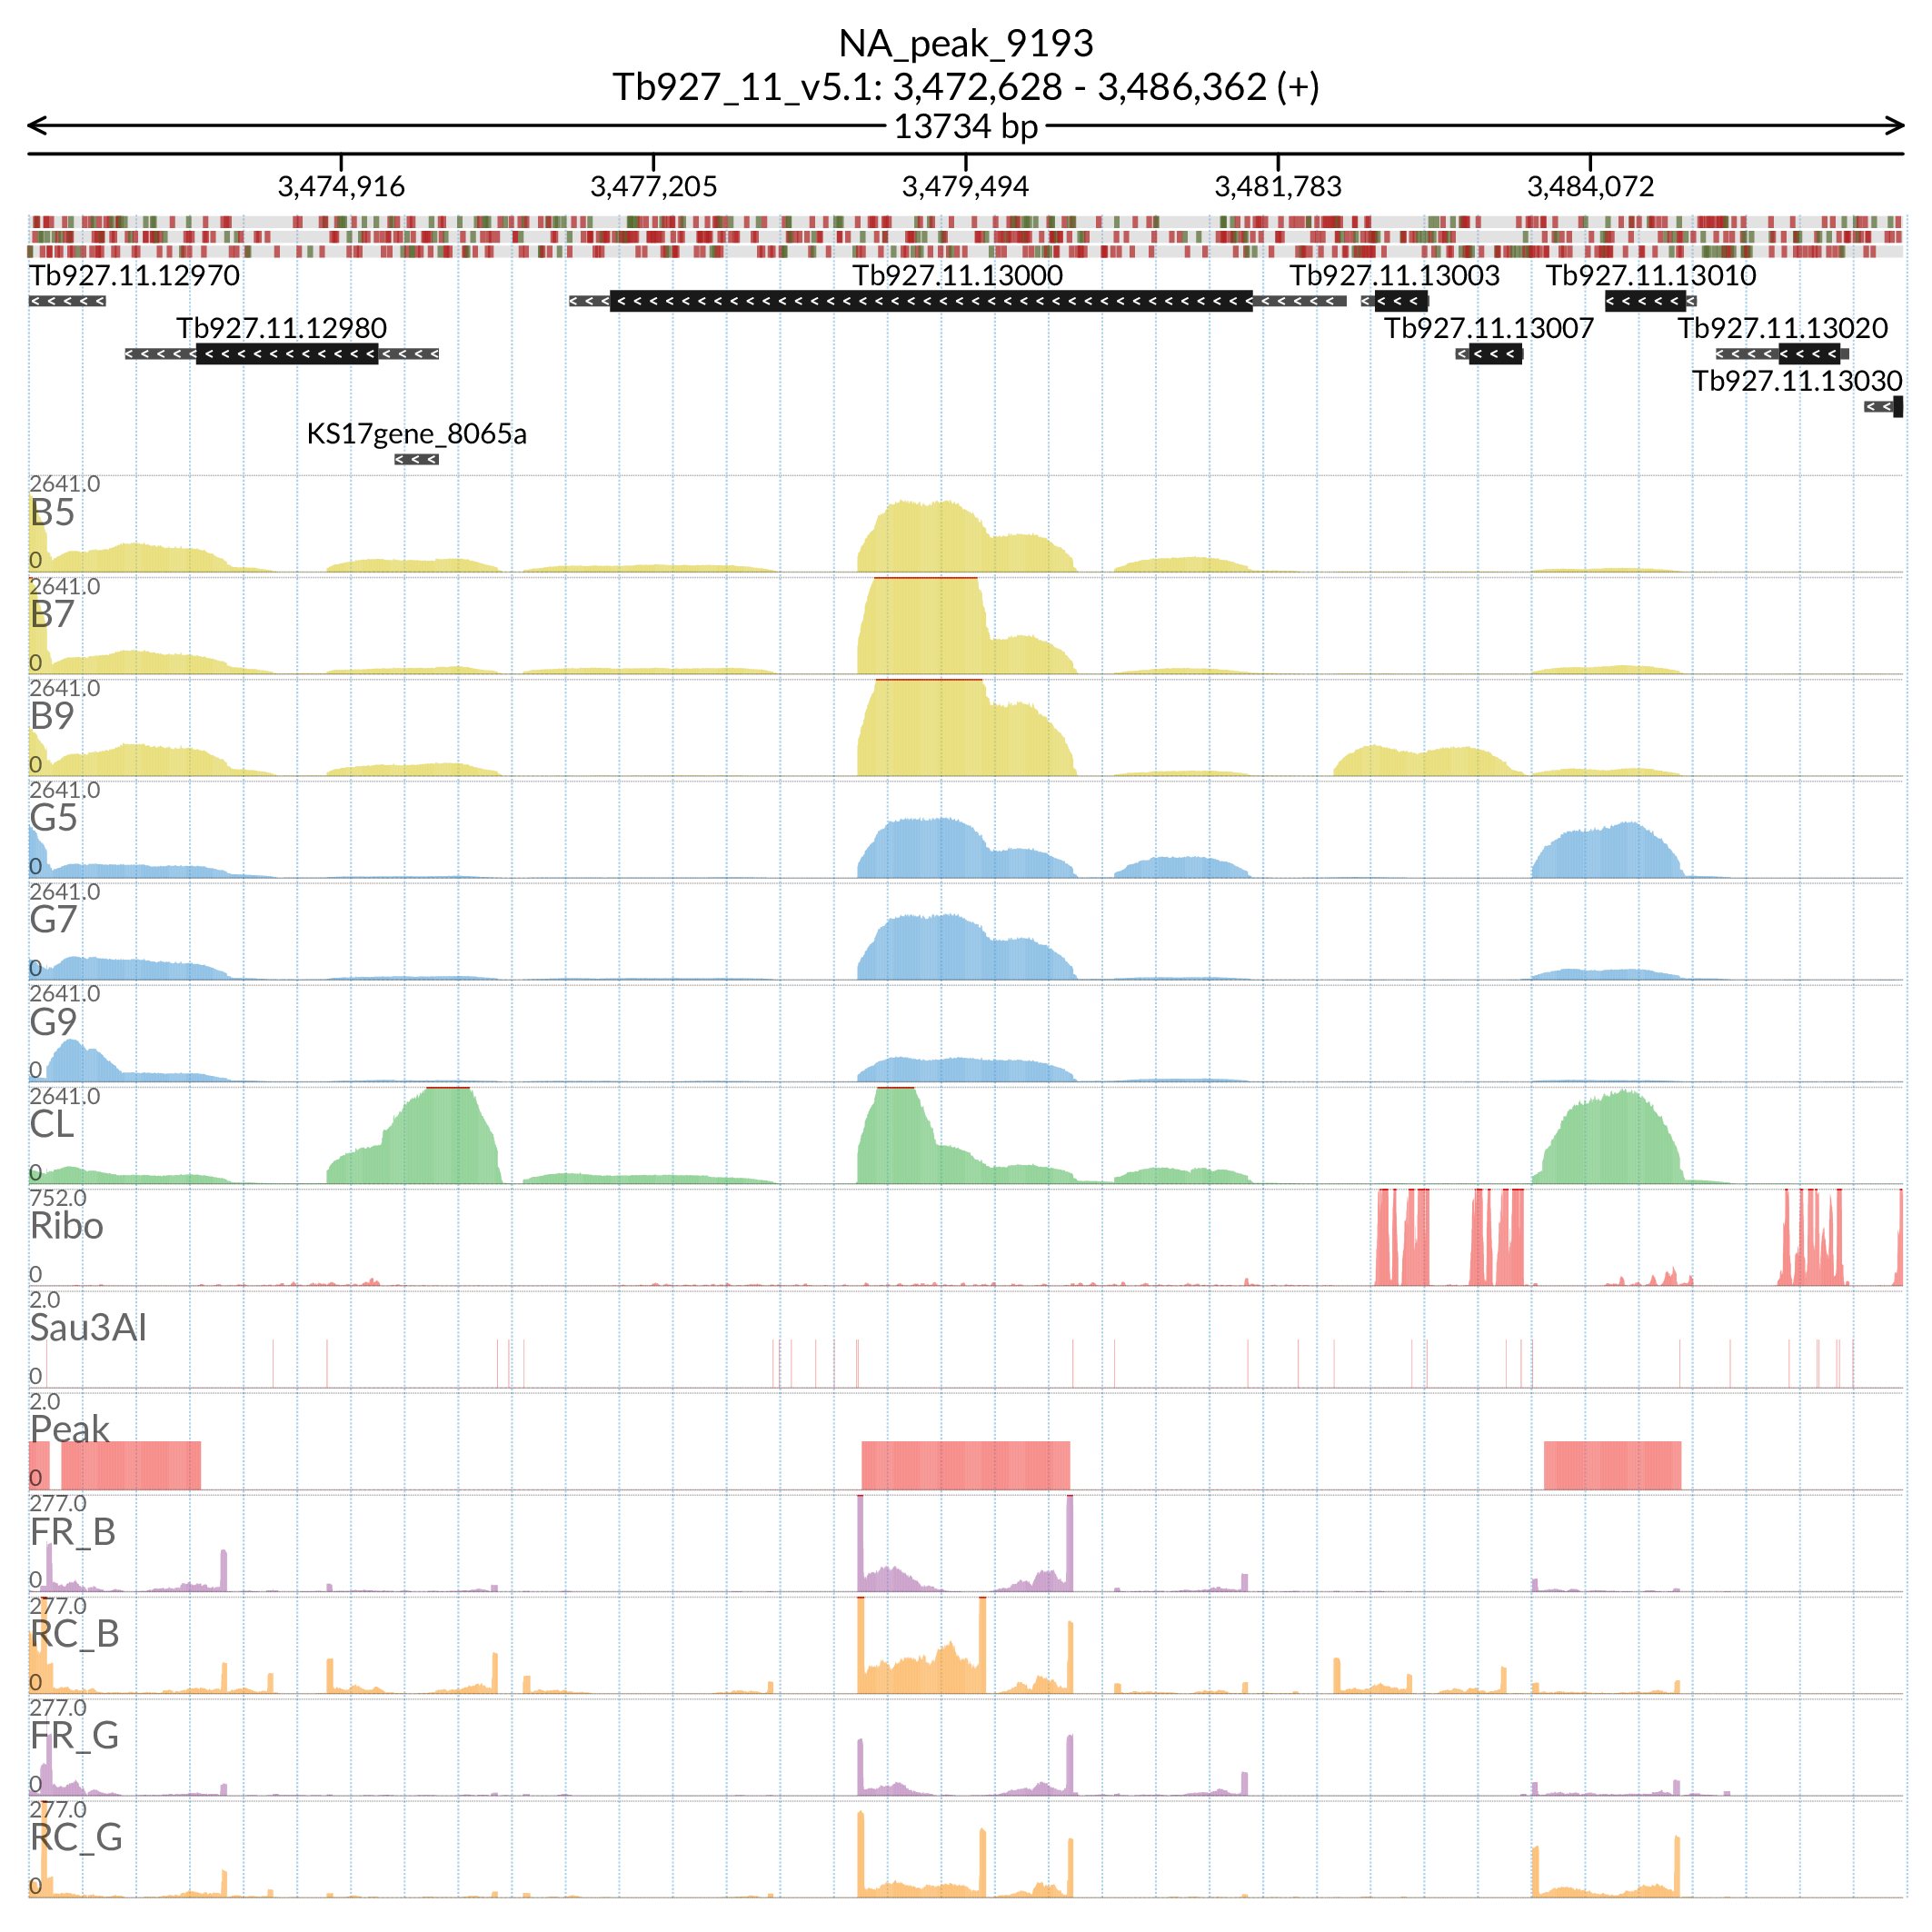 NA_peak_9193
Tb927_11_v5.1: 3,472,628 - 3,486,362 (+)
13734 bp
3,474,916 3,477,205 3,479,494 3,481,783 3,484,072
Tb927.11.12970 Tb927.11.13000 Tb927.11.13003 Tb927.11.13010
Tb927.11.12980 Tb927.11.13007 Tb927.11.13020
Tb927.11.13030
KS17gene_8065a
2641.0
B5
0
2641.0
B7
0
2641.0
B9
0
2641.0
G5
0
2641.0
G7
0
2641.0
G9
0
2641.0
CL
0
752.0
Ribo
0
2.0
Sau3AI
0
2.0
Peak
0
277.0
FR_B
0
277.0
RC_B
0
277.0
FR_G
0
277.0
RC_G
0